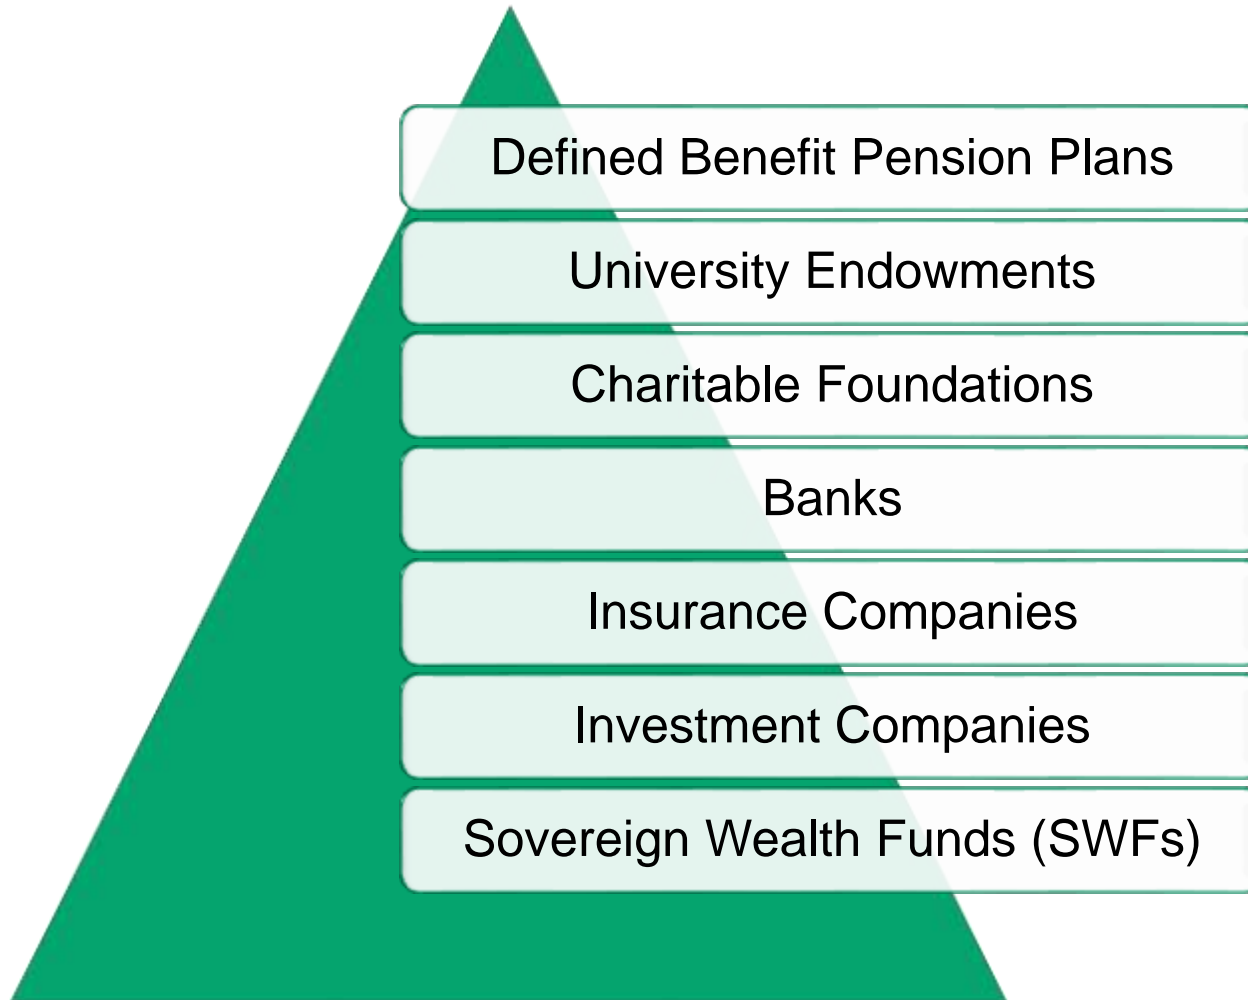 Defined Benefit Pension Plans
University Endowments
Charitable Foundations
Banks
Insurance Companies
Investment Companies
Sovereign Wealth Funds (SWFs)